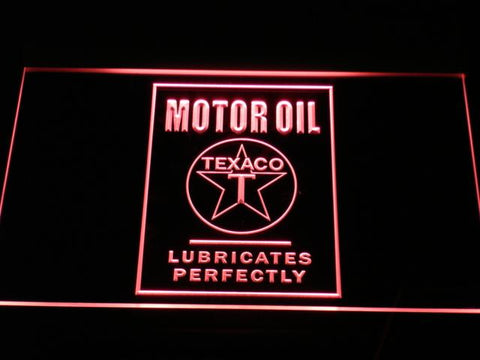 MOTOR OIL
TEXACO
T
LUBRICATES
PERFECTLY